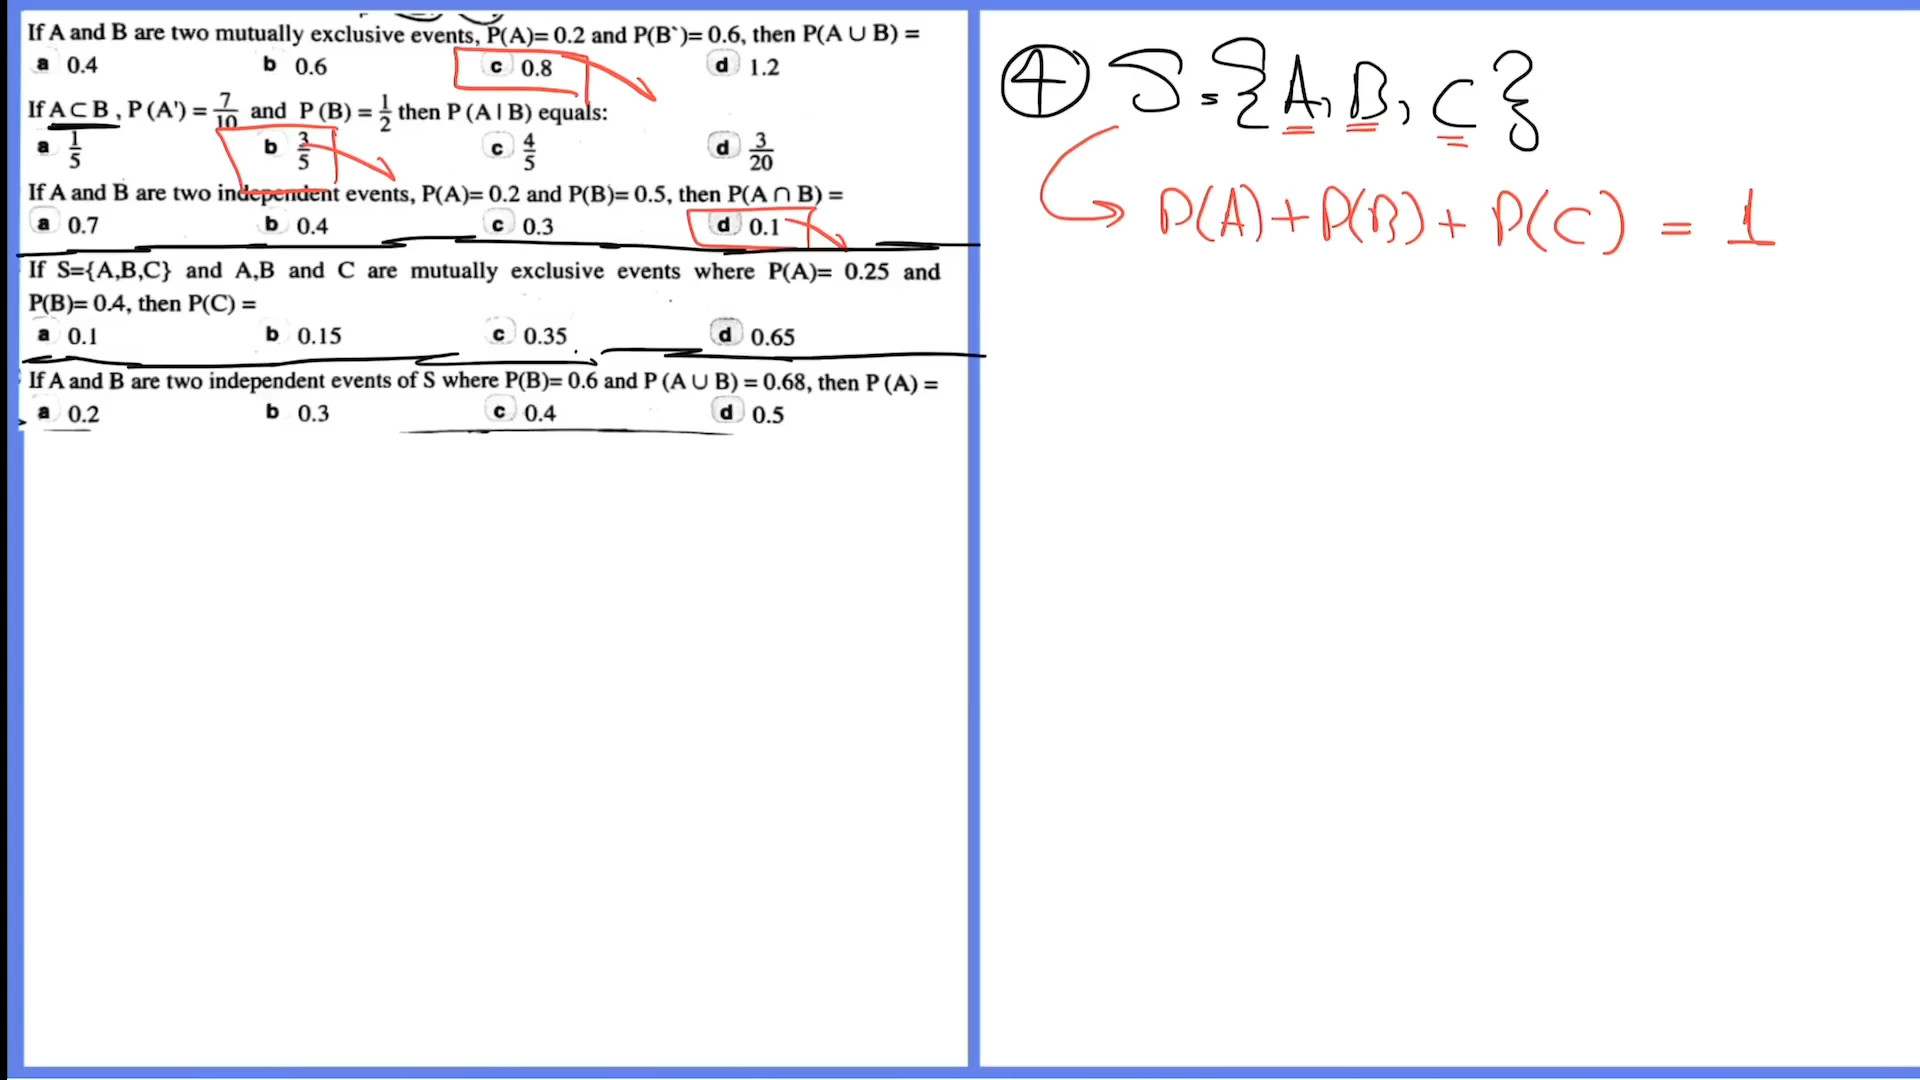 If A and B are two mutually exclusive events, P(A)= 0.2 and P(B`)= 0.6, then P(A ∪ B) =
a 0.4 b 0.6 c 0.8 d 1.2
If A⊂B , P (A') = 7/10 and P (B) = 1/2 then P (A | B) equals:
a 1/5 b 3/5 c 4/5 d 3/20
If A and B are two independent events, P(A)= 0.2 and P(B)= 0.5, then P(A ∩ B) =
a 0.7 b 0.4 c 0.3 d 0.1
If S={A,B,C} and A,B and C are mutually exclusive events where P(A)= 0.25 and
P(B)= 0.4, then P(C) =
a 0.1 b 0.15 c 0.35 d 0.65
If A and B are two independent events of S where P(B)= 0.6 and P (A ∪ B) = 0.68, then P (A) =
a 0.2 b 0.3 c 0.4 d 0.5
④ S = {A, B, C}
P(A) + P(B) + P(C) = 1